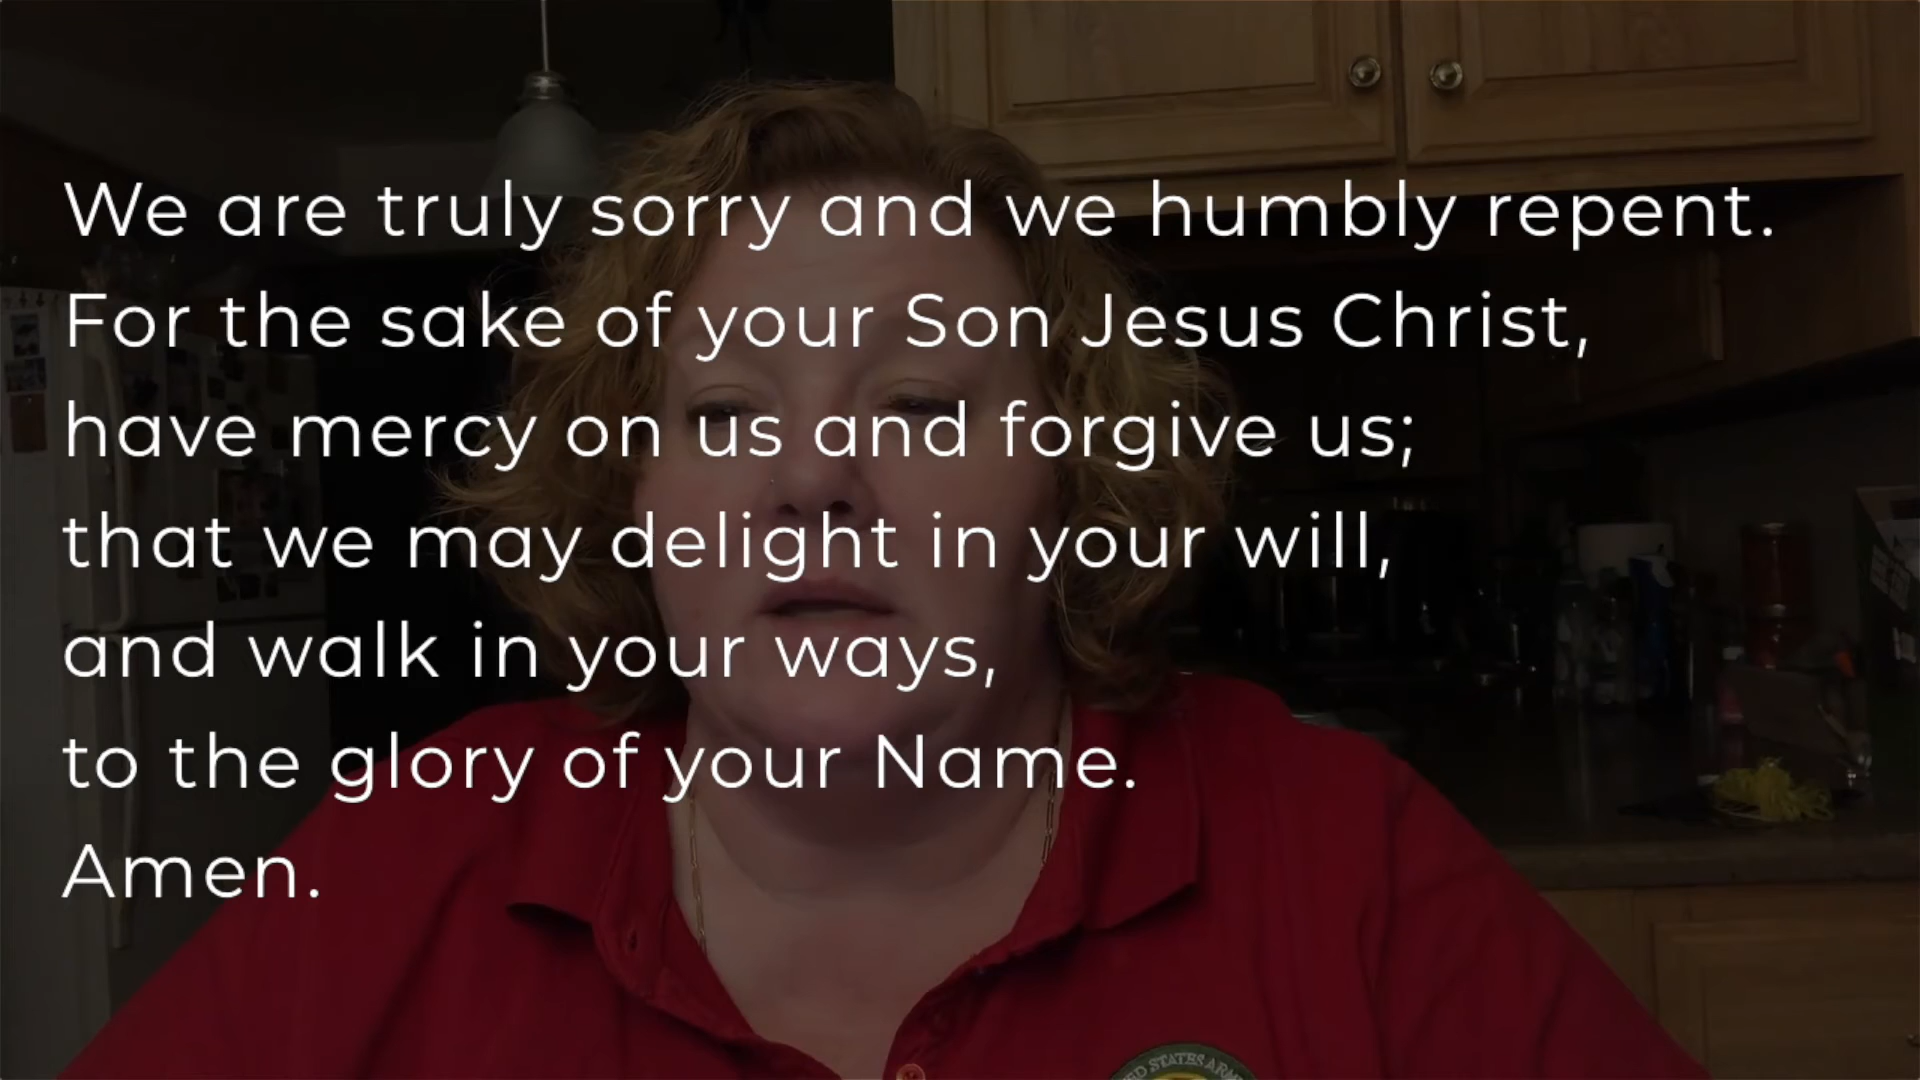 We are truly sorry and we humbly repent.
For the sake of your Son Jesus Christ,
have mercy on us and forgive us;
that we may delight in your will,
and walk in your ways,
to the glory of your Name.
Amen.
STATES